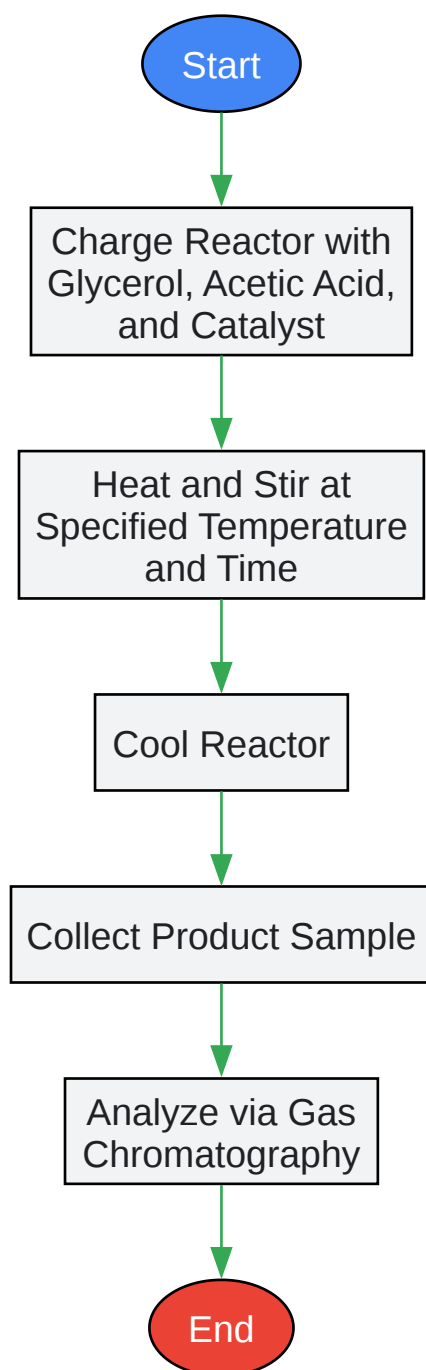 Start
Charge Reactor with
Glycerol, Acetic Acid,
and Catalyst
Heat and Stir at
Specified Temperature
and Time
Cool Reactor
Collect Product Sample
Analyze via Gas
Chromatography
End